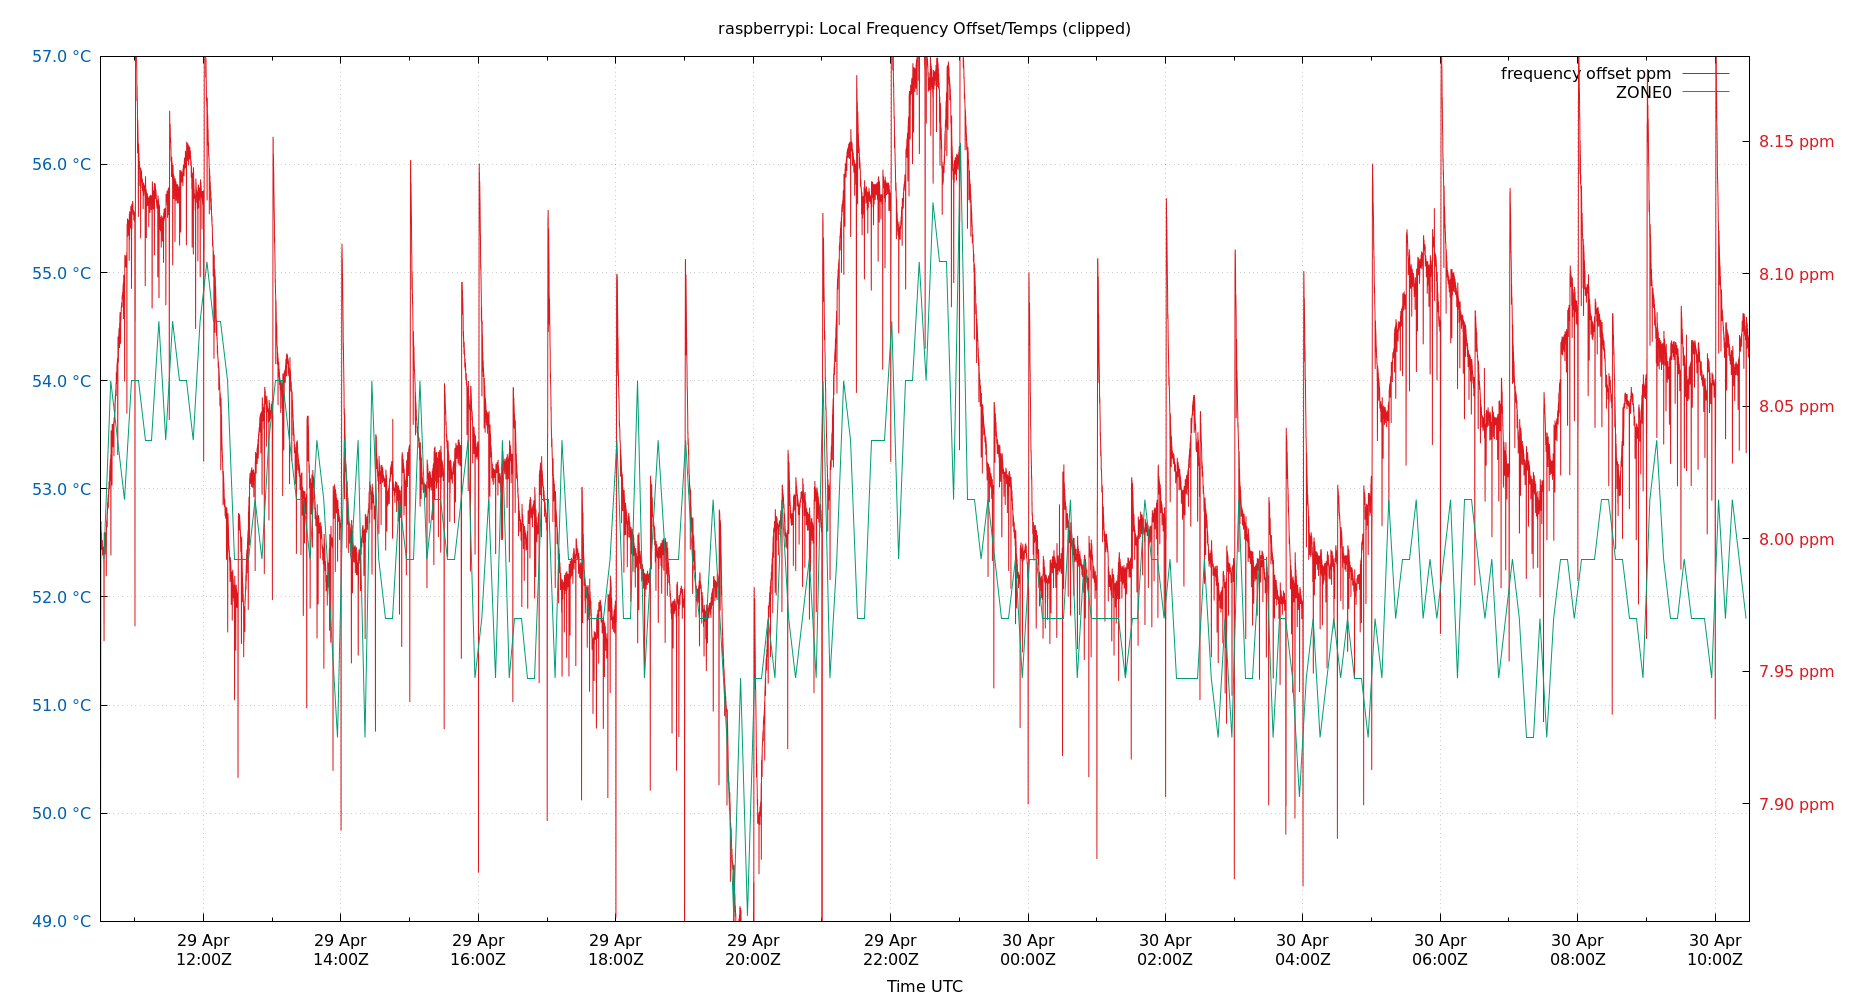 raspberrypi: Local Frequency Offset/Temps (clipped)
57.0 °C
56.0 °C
55.0 °C
54.0 °C
53.0 °C
52.0 °C
51.0 °C
50.0 °C
49.0 °C
frequency offset ppm
ZONE0
8.15 ppm
8.10 ppm
8.05 ppm
8.00 ppm
7.95 ppm
7.90 ppm
29 Apr
12:00Z
29 Apr
14:00Z
29 Apr
16:00Z
29 Apr
18:00Z
29 Apr
20:00Z
29 Apr
22:00Z
30 Apr
00:00Z
30 Apr
02:00Z
30 Apr
04:00Z
30 Apr
06:00Z
30 Apr
08:00Z
30 Apr
10:00Z
Time UTC